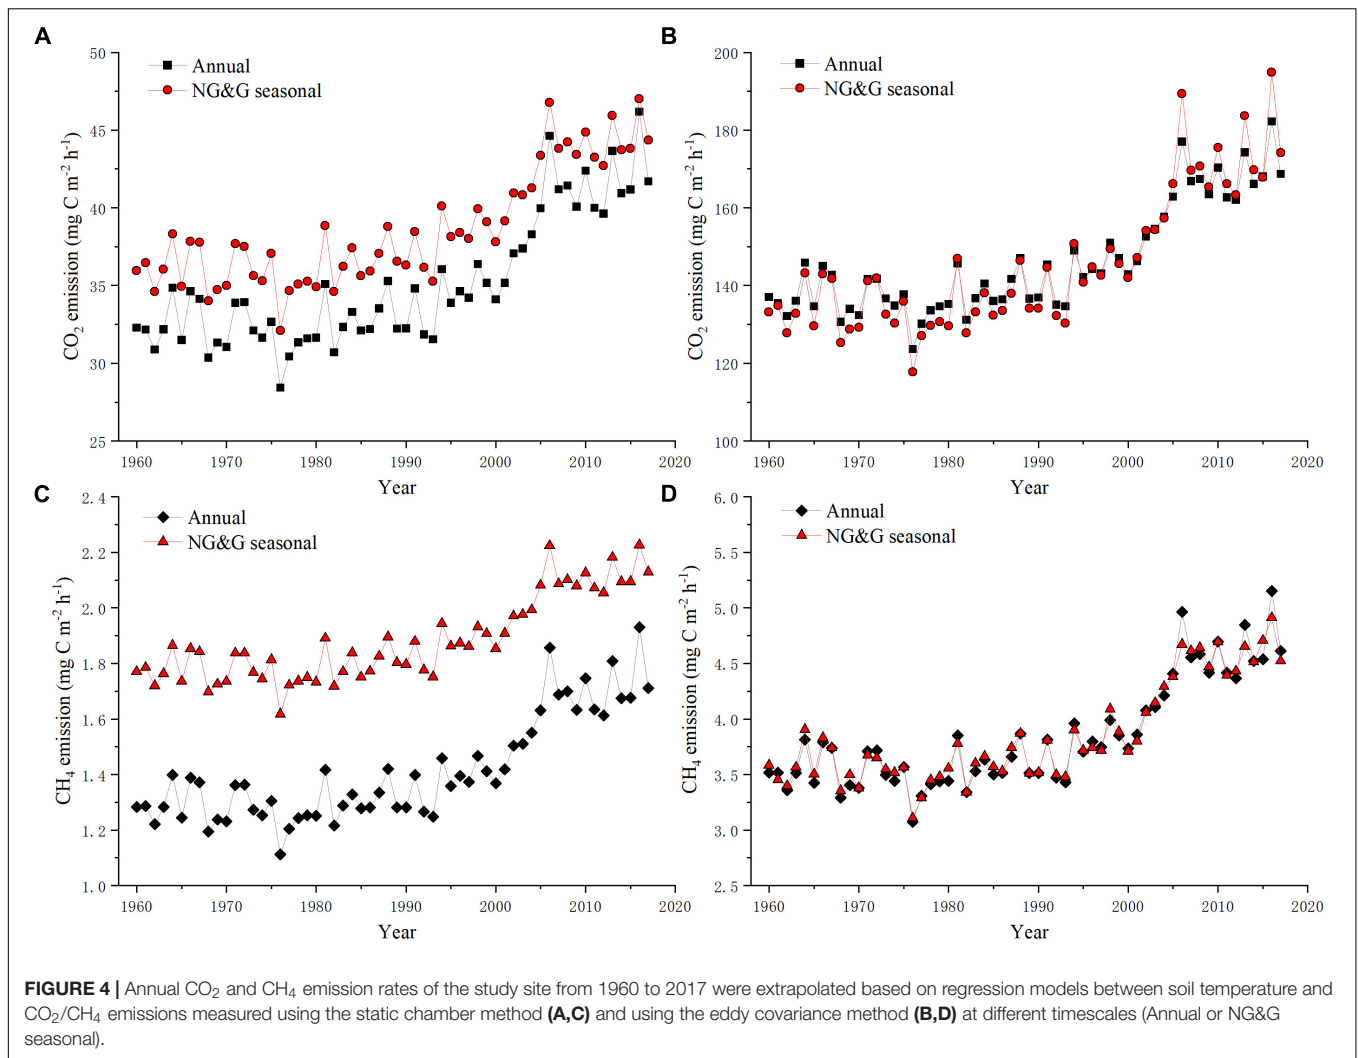 A
50
45
40
35
30
25
CO₂ emission (mg C m⁻² h⁻¹)
Annual
NG&G seasonal
1960 1970 1980 1990 2000 2010 2020
Year
B
200
180
160
140
120
100
CO₂ emission (mg C m⁻² h⁻¹)
Annual
NG&G seasonal
1960 1970 1980 1990 2000 2010 2020
Year
C
2.4
2.2
2.0
1.8
1.6
1.4
1.2
1.0
CH₄ emission (mg C m⁻² h⁻¹)
Annual
NG&G seasonal
1960 1970 1980 1990 2000 2010 2020
Year
D
6.0
5.5
5.0
4.5
4.0
3.5
3.0
2.5
CH₄ emission (mg C m⁻² h⁻¹)
Annual
NG&G seasonal
1960 1970 1980 1990 2000 2010 2020
Year
FIGURE 4 | Annual CO₂ and CH₄ emission rates of the study site from 1960 to 2017 were extrapolated based on regression models between soil temperature and
CO₂/CH₄ emissions measured using the static chamber method (A,C) and using the eddy covariance method (B,D) at different timescales (Annual or NG&G
seasonal).